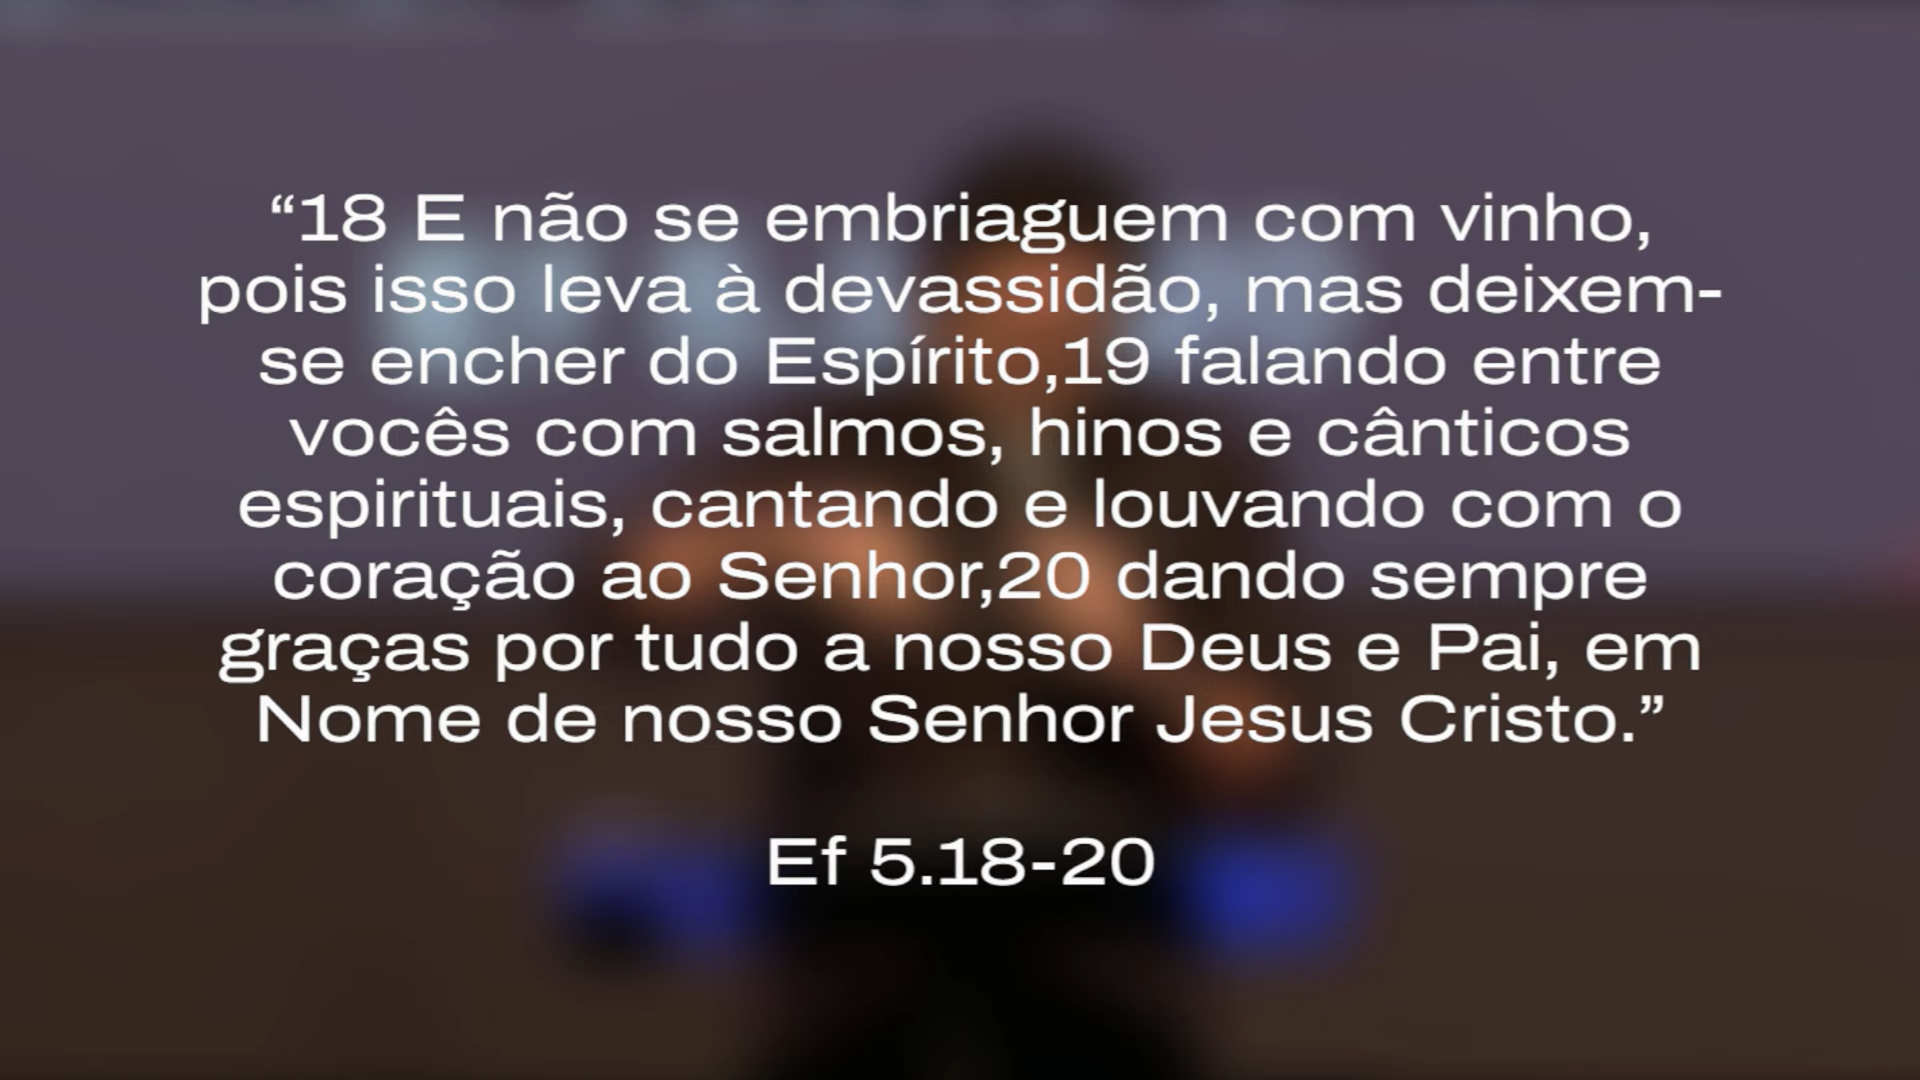 “18 E não se embriaguem com vinho,
pois isso leva à devassidão, mas deixem-
se encher do Espírito,19 falando entre
vocês com salmos, hinos e cânticos
espirituais, cantando e louvando com o
coração ao Senhor,20 dando sempre
graças por tudo a nosso Deus e Pai, em
Nome de nosso Senhor Jesus Cristo.”
Ef 5.18-20